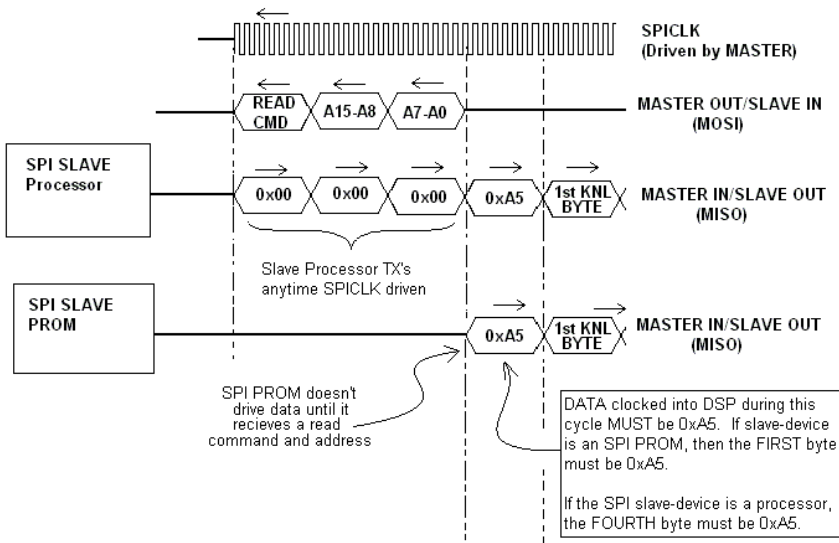 SPICLK
(Driven by MASTER)
READ
CMD
A15-A8
A7-A0
MASTER OUT/SLAVE IN
(MOSI)
SPI SLAVE
Processor
0x00
0x00
0x00
0xA5
1st KNL
BYTE
MASTER IN/SLAVE OUT
(MISO)
Slave Processor TX's
anytime SPICLK driven
SPI SLAVE
PROM
0xA5
1st KNL
BYTE
MASTER IN/SLAVE OUT
(MISO)
SPI PROM doesn't
drive data until it
recieves a read
command and address
DATA clocked into DSP during this
cycle MUST be 0xA5. If slave-device
is an SPI PROM, then the FIRST byte
must be 0xA5.
If the SPI slave-device is a processor,
the FOURTH byte must be 0xA5.